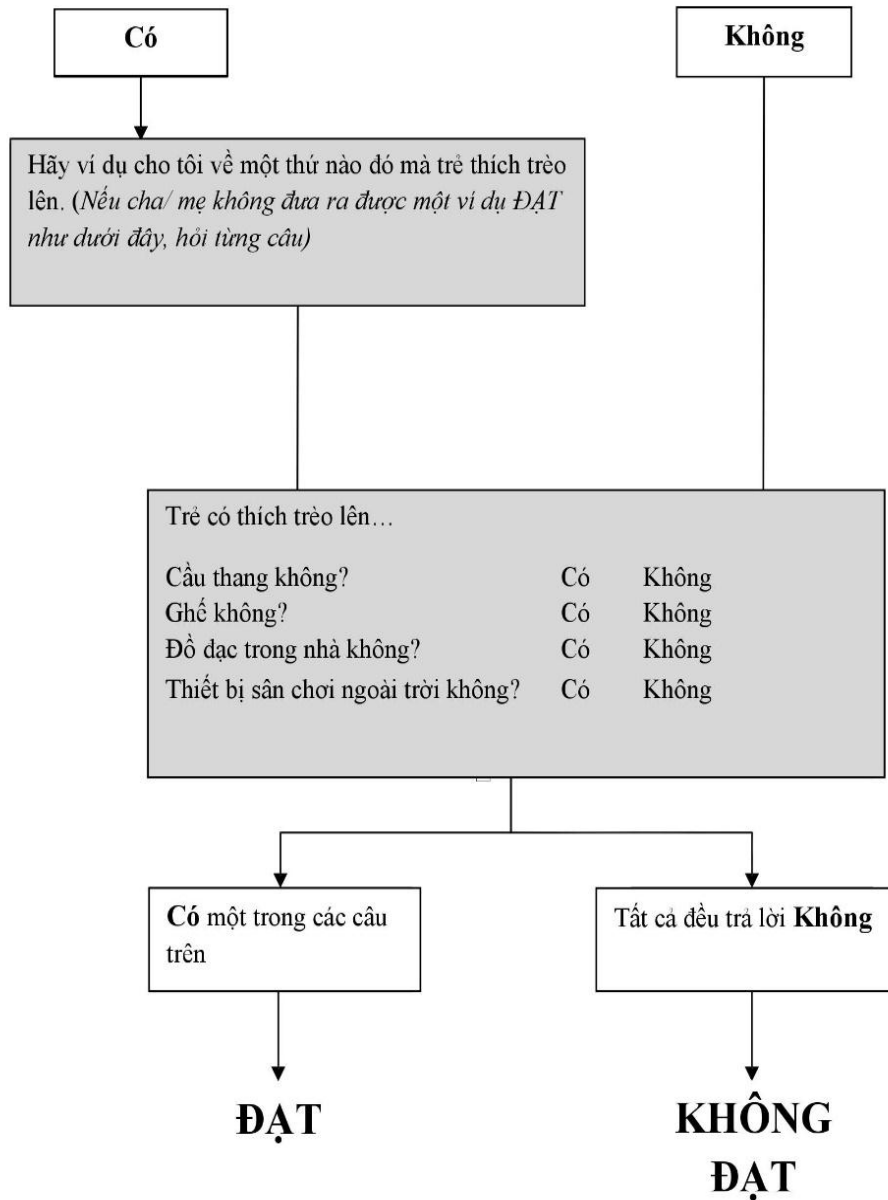 Có
Không
Hãy ví dụ cho tôi về một thứ nào đó mà trẻ thích trèo
lên. (Nếu cha/ mẹ không đưa ra được một ví dụ ĐẠT
như dưới đây, hỏi từng câu)
Trẻ có thích trèo lên…
Cầu thang không? Có Không
Ghế không? Có Không
Đồ đạc trong nhà không? Có Không
Thiết bị sân chơi ngoài trời không? Có Không
Có một trong các câu
trên
Tất cả đều trả lời Không
ĐẠT
KHÔNG
ĐẠT